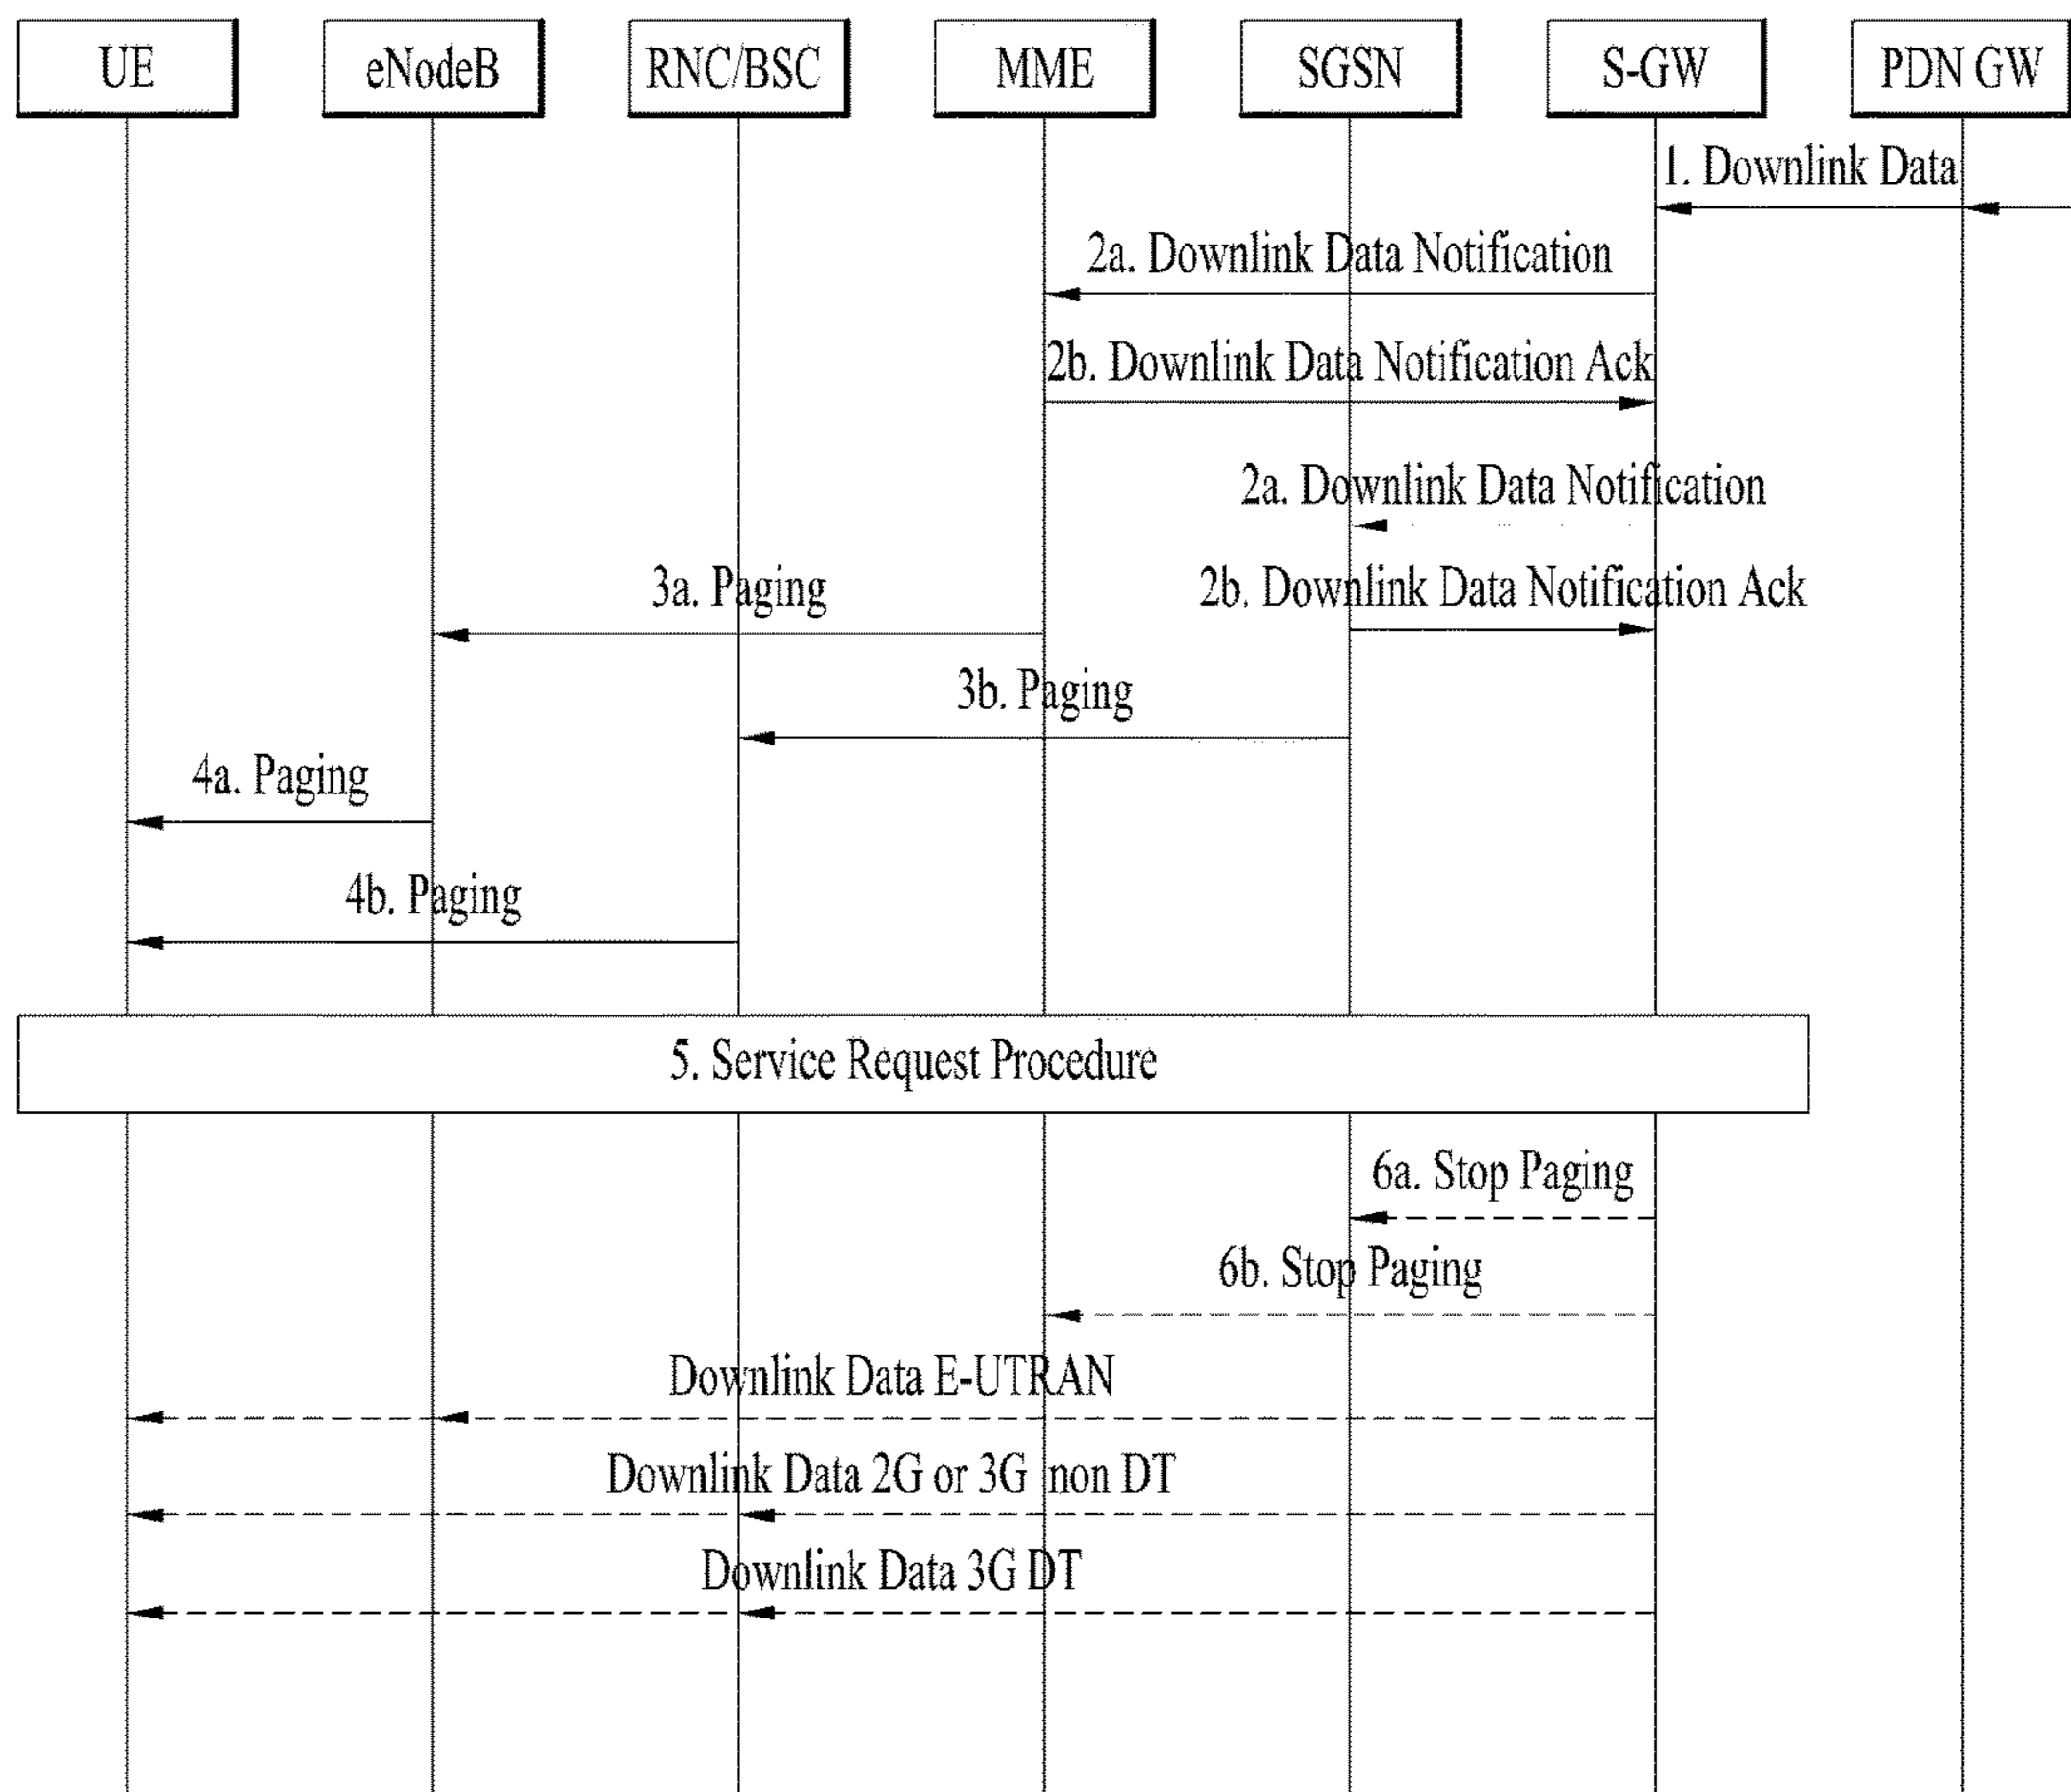 UE
eNodeB
RNC/BSC
MME
SGSN
S-GW
PDN GW
1. Downlink Data
2a. Downlink Data Notification
2b. Downlink Data Notification Ack
2a. Downlink Data Notification
3a. Paging
2b. Downlink Data Notification Ack
3b. Paging
4a. Paging
4b. Paging
5. Service Request Procedure
6a. Stop Paging
6b. Stop Paging
Downlink Data E-UTRAN
Downlink Data 2G or 3G non DT
Downlink Data 3G DT